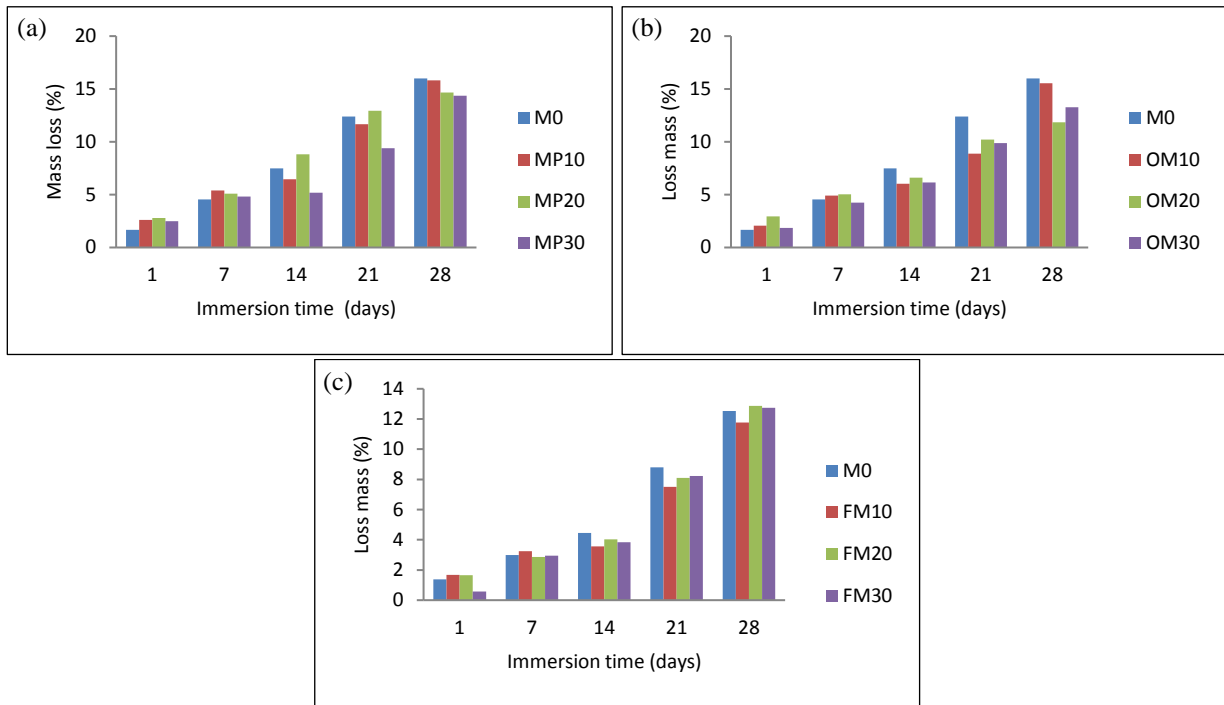 (a)
20
15
10
5
0
Mass loss (%)
1 7 14 21 28
Immersion time (days)
M0
MP10
MP20
MP30
(b)
20
15
10
5
0
Loss mass (%)
1 7 14 21 28
Immersion time (days)
M0
OM10
OM20
OM30
(c)
14
12
10
8
6
4
2
0
Loss mass (%)
1 7 14 21 28
Immersion time (days)
M0
FM10
FM20
FM30